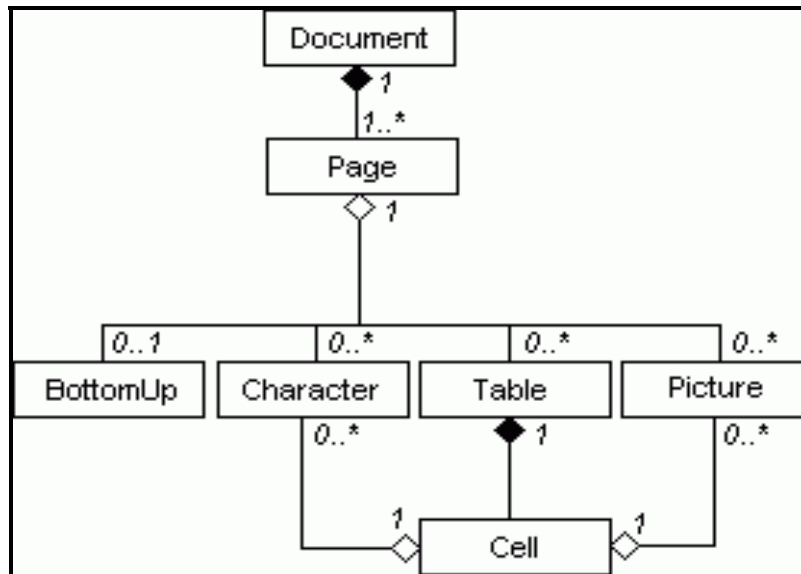 Document
1
1..*
Page
1
0..1
0..*
0..*
0..*
BottomUp
Character
Table
Picture
0..*
1
0..*
1
1
Cell